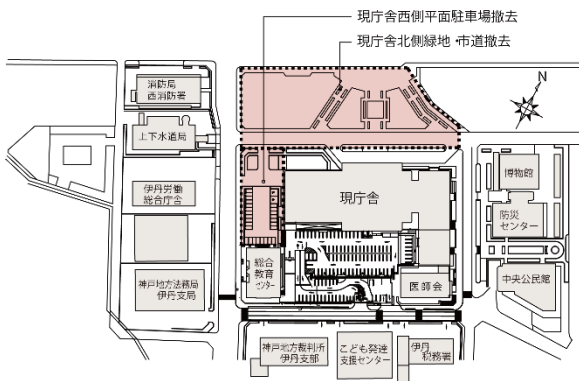 現庁舎西側平面駐車場撤去
現庁舎北側緑地・市道撤去
N
消防局
西消防署
上下水道局
伊丹労働
総合庁舎
神戸地方法務局
伊丹支局
現庁舎
総合
教育
センター
医師会
博物館
防災
センター
中央公民館
神戸地方裁判所
伊丹支部
こども発達
支援センター
伊丹
税務署